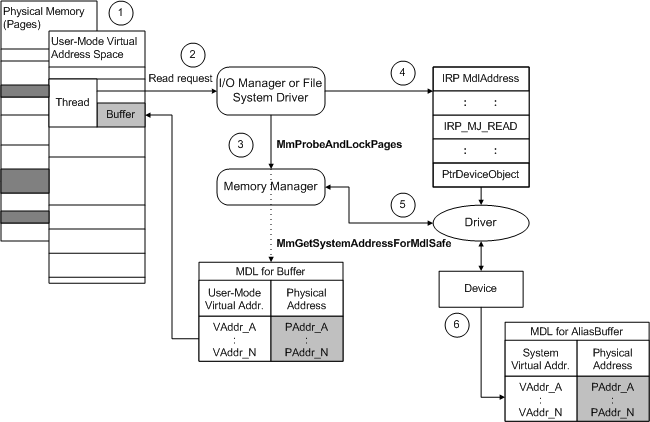 Physical Memory
(Pages)
1
User-Mode Virtual
Address Space
2
Read request
Thread
Buffer
I/O Manager or File
System Driver
3
MmProbeAndLockPages
Memory Manager
MmGetSystemAddressForMdlSafe
MDL for Buffer
User-Mode
Virtual Addr.
Physical
Address
VAddr_A
:
VAddr_N
PAddr_A
:
PAddr_N
4
IRP MdlAddress
: :
IRP_MJ_READ
: :
PtrDeviceObject
5
Driver
Device
6
MDL for AliasBuffer
System
Virtual Addr.
Physical
Address
VAddr_A
:
VAddr_N
PAddr_A
:
PAddr_N